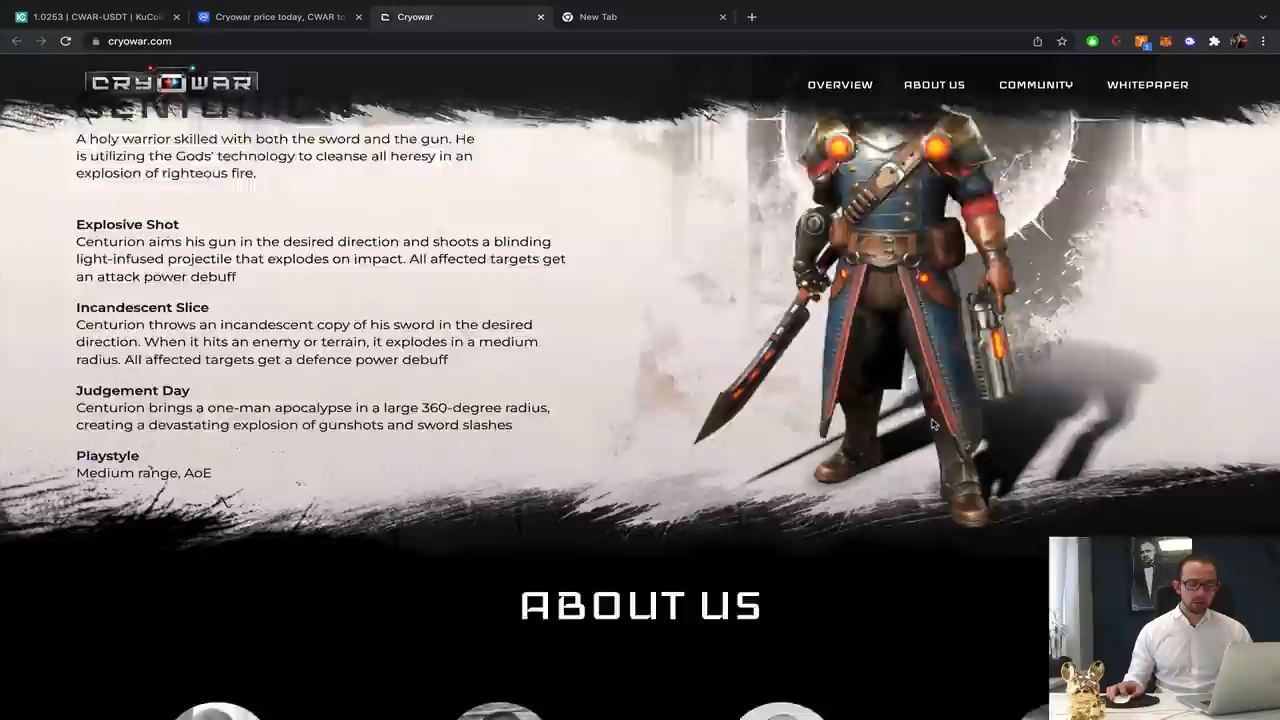 1.0253 | CWAR-USDT | KuCoi
Cryowar price today, CWAR to
Cryowar
New Tab
cryowar.com
CRYOWAR
OVERVIEW
ABOUT US
COMMUNITY
WHITEPAPER
A holy warrior skilled with both the sword and the gun. He
is utilizing the Gods' technology to cleanse all heresy in an
explosion of righteous fire.
Explosive Shot
Centurion aims his gun in the desired direction and shoots a blinding
light-infused projectile that explodes on impact. All affected targets get
an attack power debuff
Incandescent Slice
Centurion throws an incandescent copy of his sword in the desired
direction. When it hits an enemy or terrain, it explodes in a medium
radius. All affected targets get a defence power debuff
Judgement Day
Centurion brings a one-man apocalypse in a large 360-degree radius,
creating a devastating explosion of gunshots and sword slashes
Playstyle
Medium range, AoE
ABOUT US